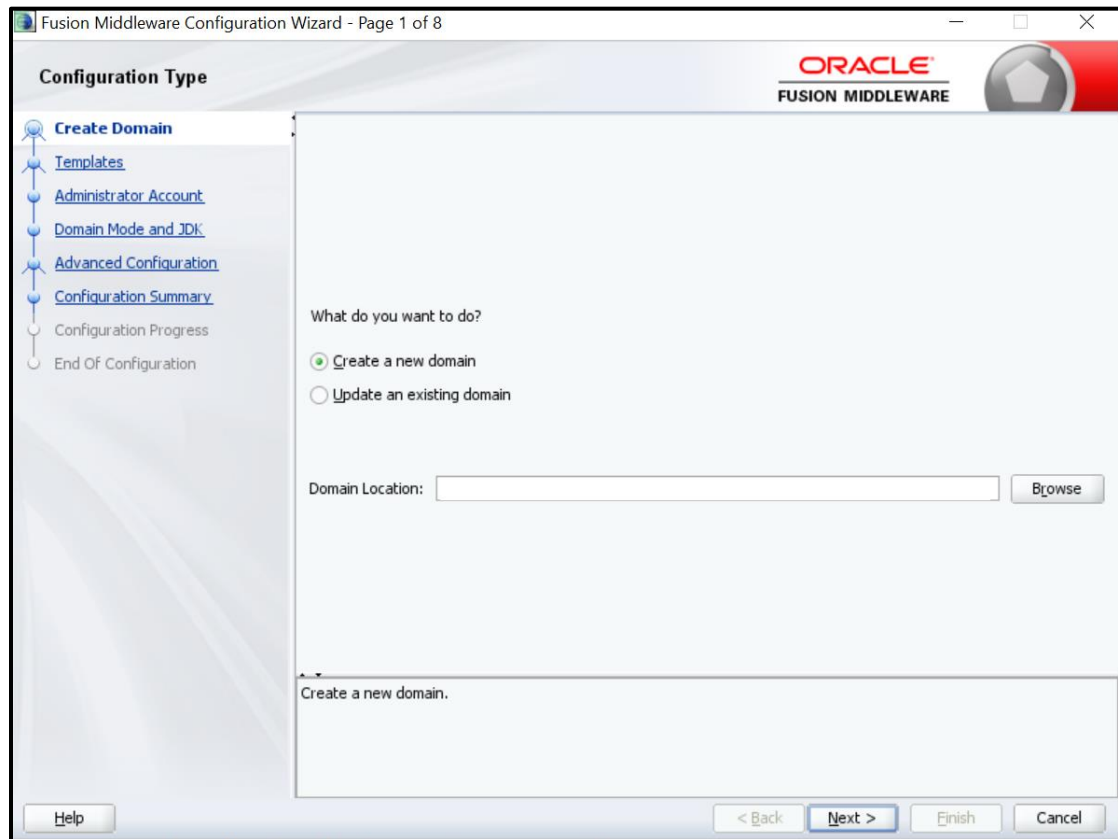 Fusion Middleware Configuration Wizard - Page 1 of 8
Configuration Type
ORACLE
FUSION MIDDLEWARE
Create Domain
Templates
Administrator Account
Domain Mode and JDK
Advanced Configuration
Configuration Summary
Configuration Progress
End Of Configuration
What do you want to do?
Create a new domain
Update an existing domain
Domain Location:
Browse
Create a new domain.
Help
< Back
Next >
Finish
Cancel